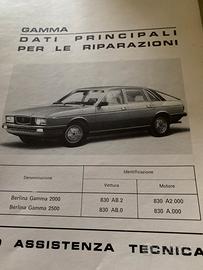 GAMMA
DATI PRINCIPALI
PER LE RIPARAZIONI
Denominazione
Identificazione
Vettura
Motore
Berlina Gamma 2000 830 AB.2 830 A2.000
Berlina Gamma 2500 830 AB.0 830 A.000
ASSISTENZA TECNICA